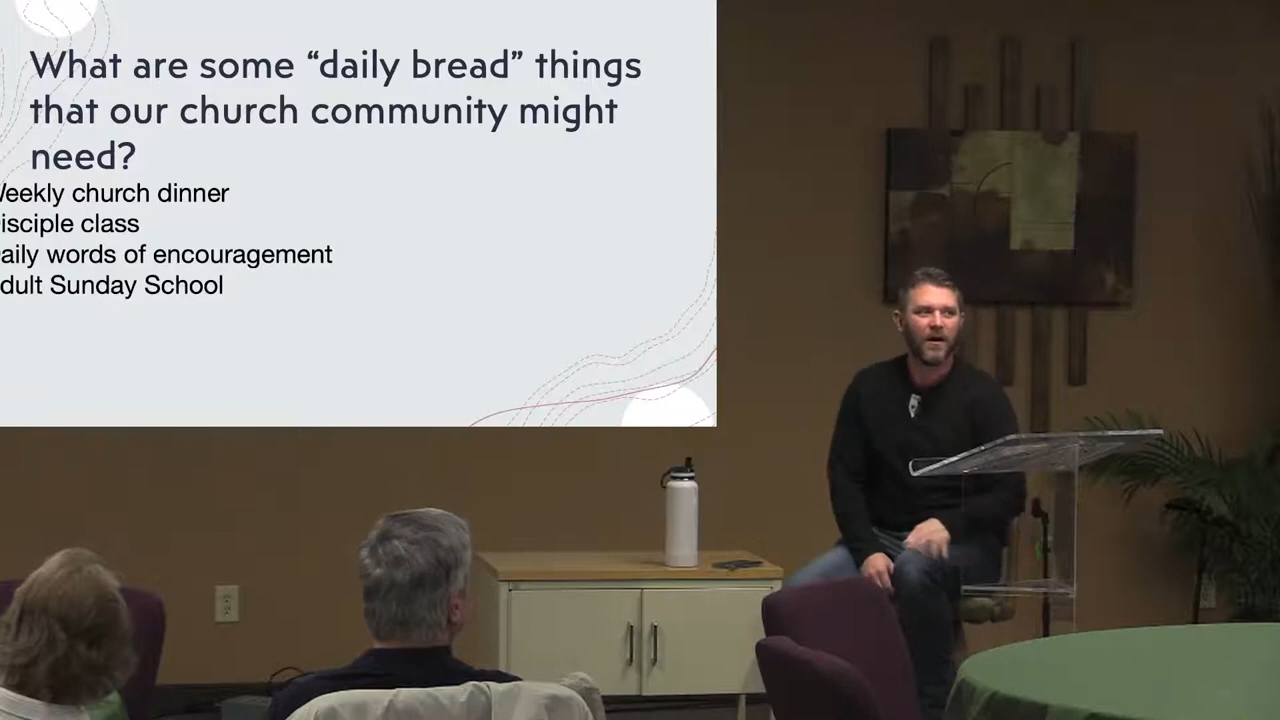 What are some “daily bread” things
that our church community might
need?
eekly church dinner
isciple class
aily words of encouragement
dult Sunday School